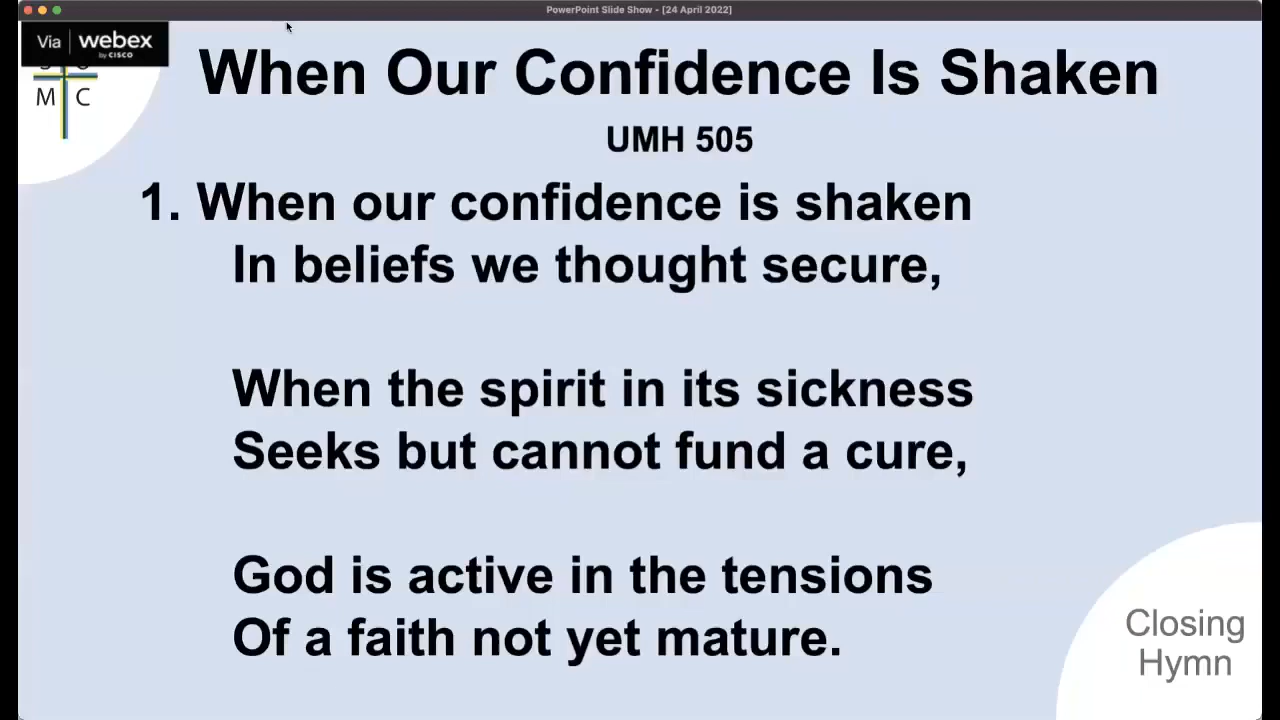 PowerPoint Slide Show - [24 April 2022]
Via webex
by CISCO
M C
When Our Confidence Is Shaken
UMH 505
1. When our confidence is shaken
In beliefs we thought secure,
When the spirit in its sickness
Seeks but cannot fund a cure,
God is active in the tensions
Of a faith not yet mature.
Closing
Hymn